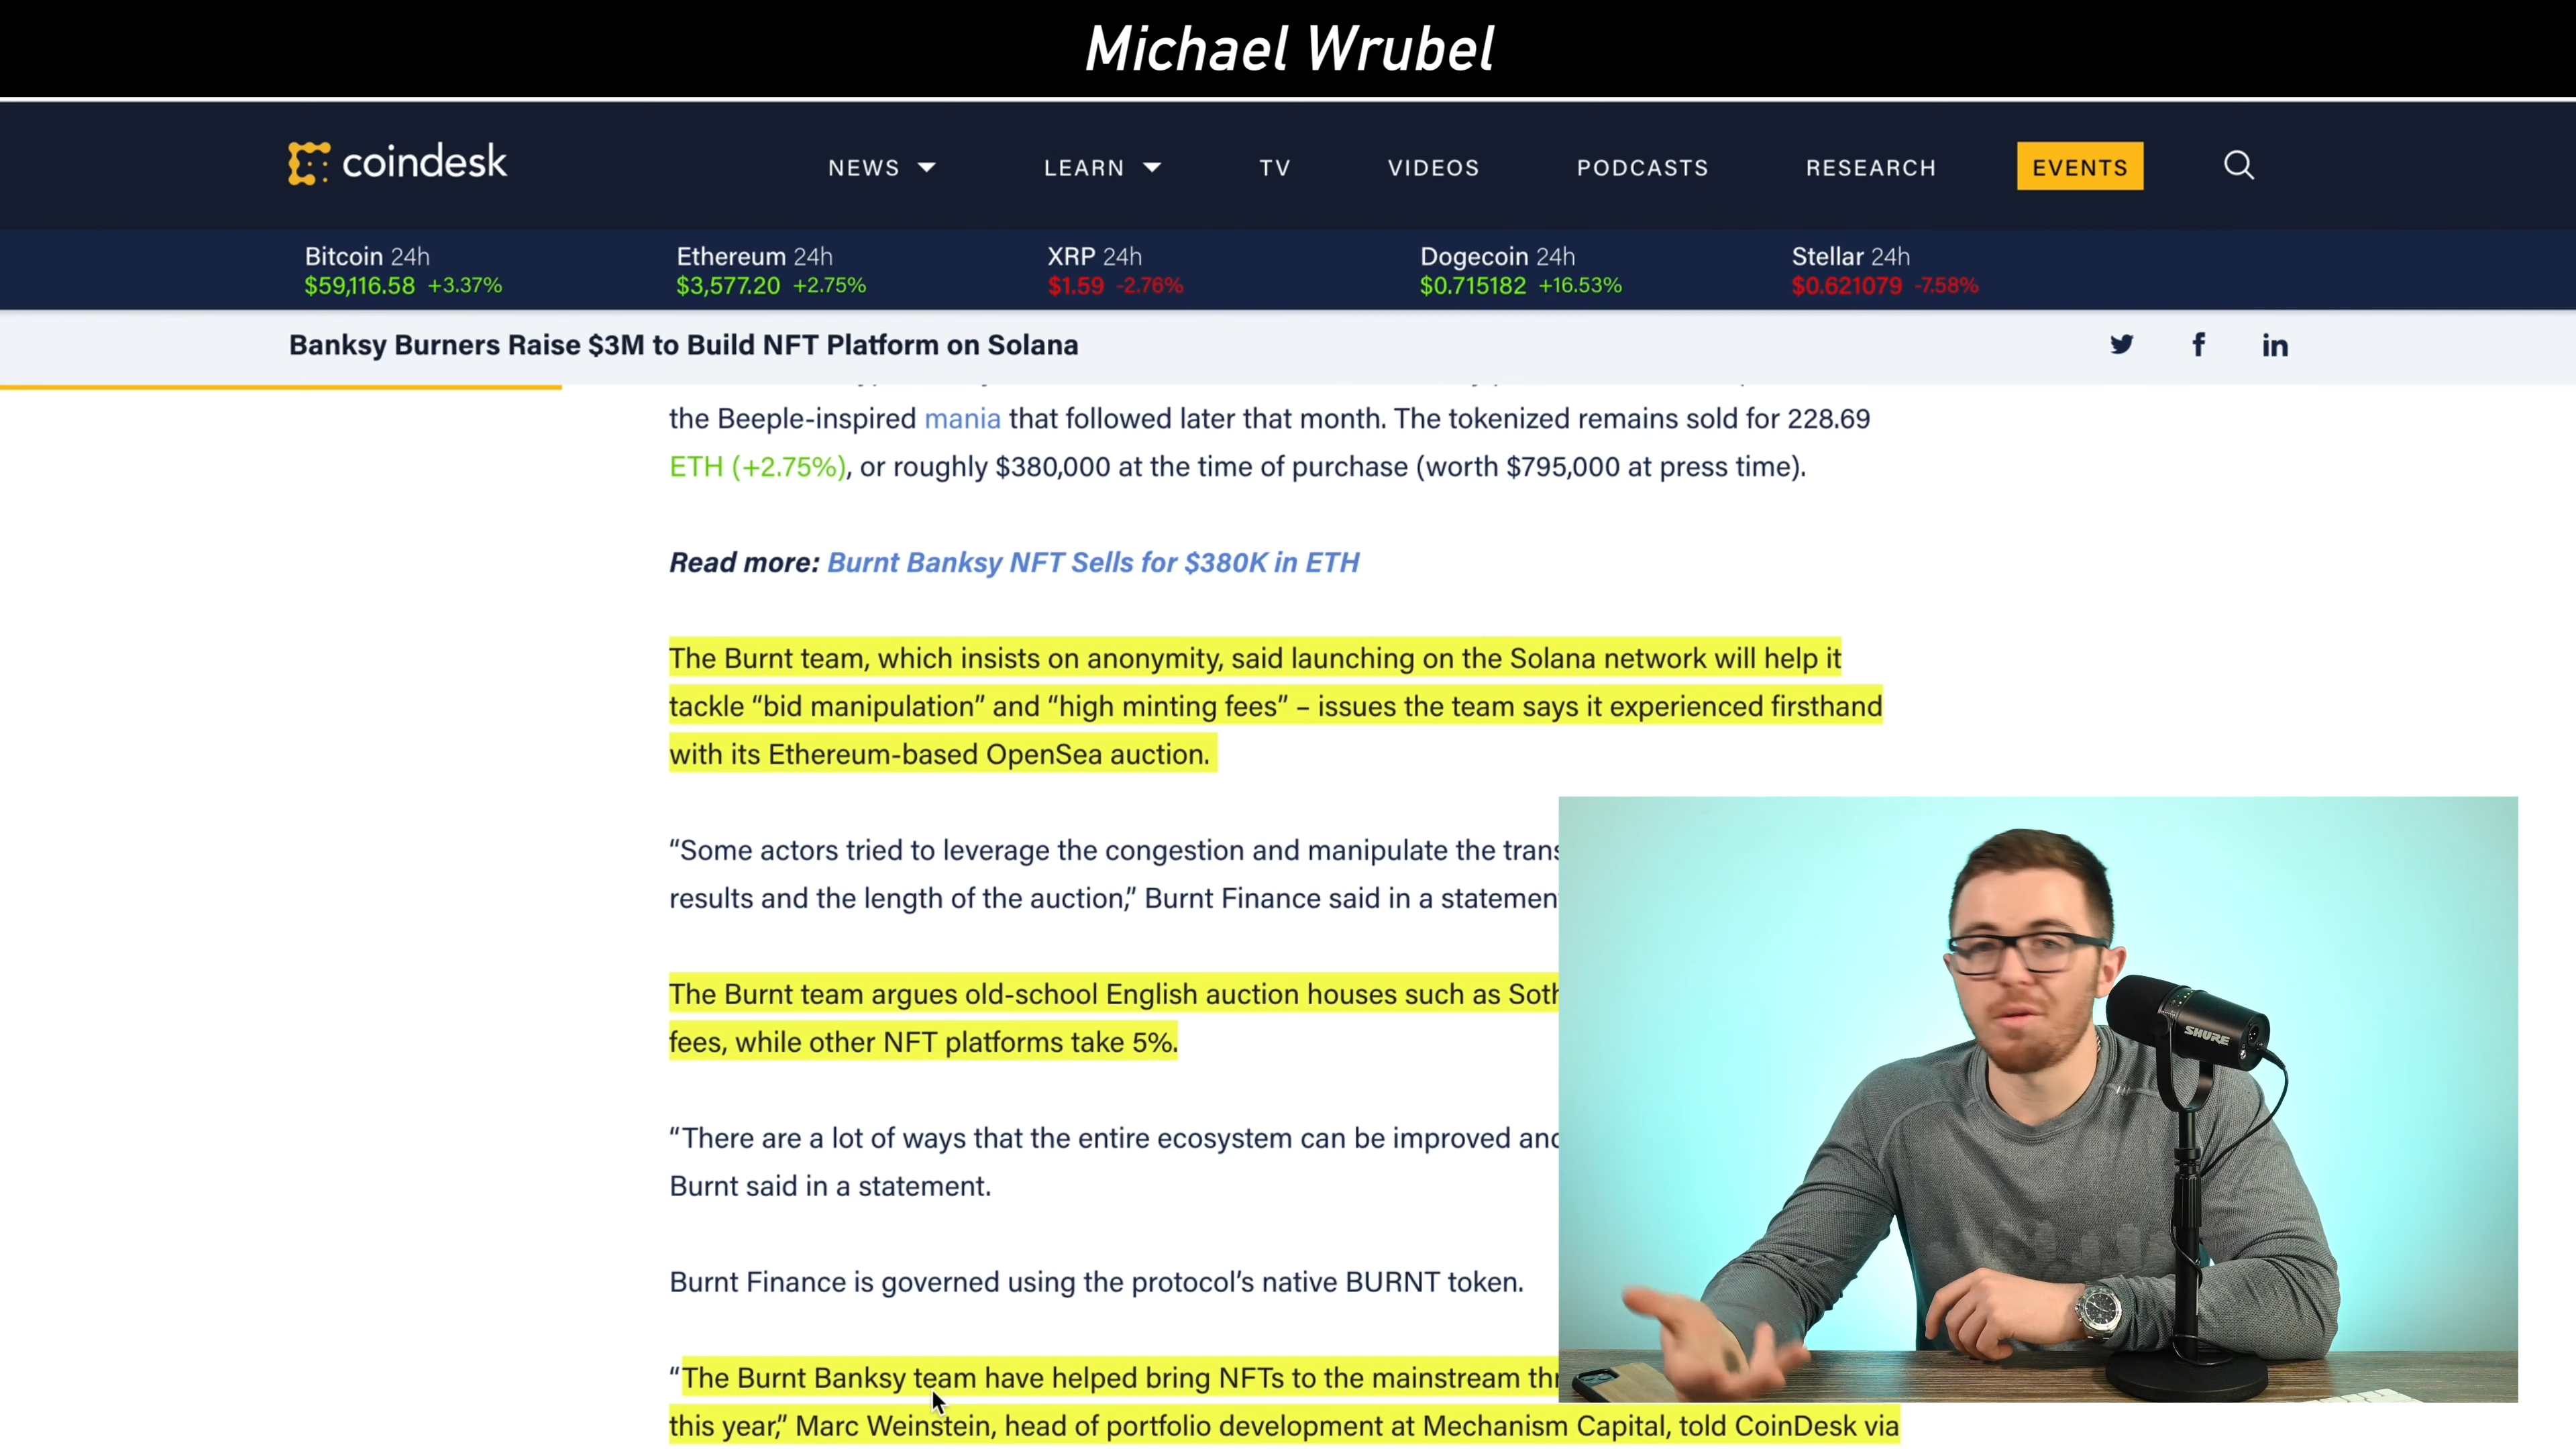 Michael Wrubel
coindesk
NEWS LEARN TV VIDEOS PODCASTS RESEARCH EVENTS
Bitcoin 24h Ethereum 24h XRP 24h Dogecoin 24h Stellar 24h
$59,116.58 +3.37% $3,577.20 +2.75% $1.59 -2.76% $0.715182 +16.53% $0.621079 -7.58%
Banksy Burners Raise $3M to Build NFT Platform on Solana
the Beeple-inspired mania that followed later that month. The tokenized remains sold for 228.69
ETH (+2.75%), or roughly $380,000 at the time of purchase (worth $795,000 at press time).
Read more: Burnt Banksy NFT Sells for $380K in ETH
The Burnt team, which insists on anonymity, said launching on the Solana network will help it
tackle “bid manipulation” and “high minting fees” – issues the team says it experienced firsthand
with its Ethereum-based OpenSea auction.
“Some actors tried to leverage the congestion and manipulate the
results and the length of the auction,” Burnt Finance said in a
The Burnt team argues old-school English auction houses such as
fees, while other NFT platforms take 5%.
“There are a lot of ways that the entire ecosystem can be improved
Burnt said in a statement.
Burnt Finance is governed using the protocol’s native BURNT token.
“The Burnt Banksy team have helped bring NFTs to the mainstream
this year,” Marc Weinstein, head of portfolio development at Mechanism Capital, told CoinDesk via
SHURE